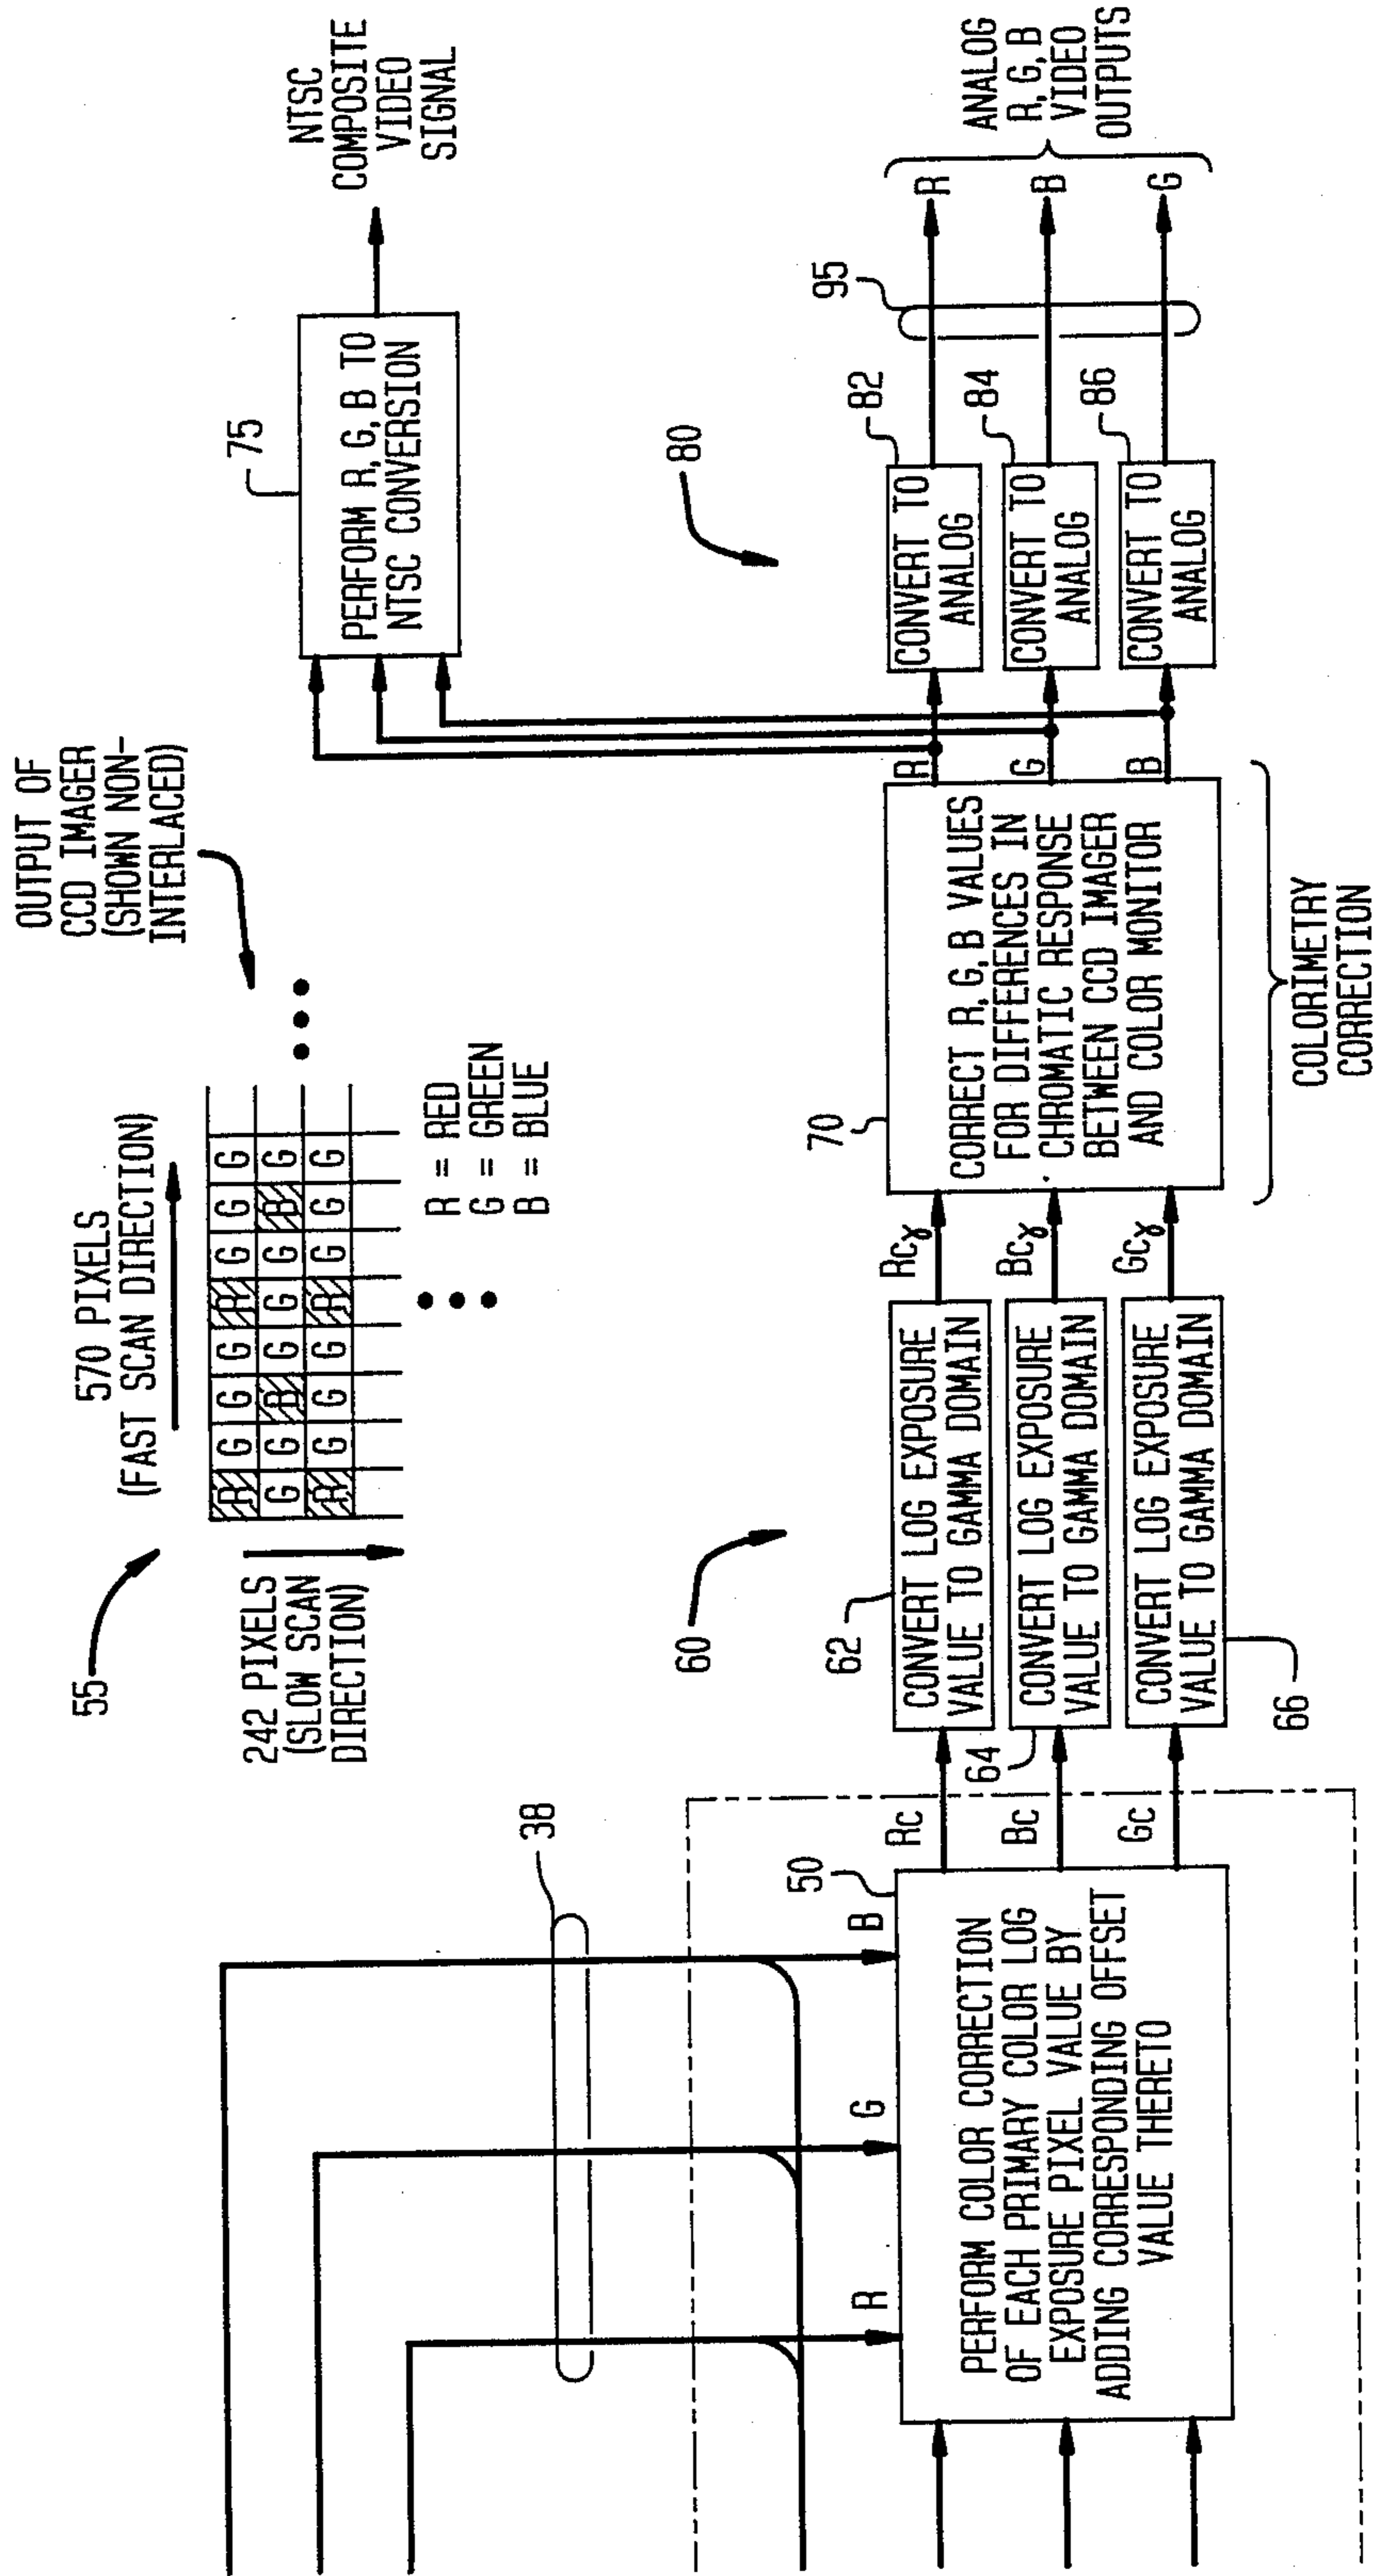 OUTPUT OF
CCD IMAGER
(SHOWN NON-
INTERLACED)
55
570 PIXELS
(FAST SCAN DIRECTION)
242 PIXELS
(SLOW SCAN
DIRECTION)
R G G G R G G G
G G B G G G B G
R G G G R G G G
R = RED
G = GREEN
B = BLUE
75
PERFORM R, G, B TO
NTSC CONVERSION
NTSC
COMPOSITE
VIDEO
SIGNAL
38
R
G
B
50
PERFORM COLOR CORRECTION
OF EACH PRIMARY COLOR LOG
EXPOSURE PIXEL VALUE BY
ADDING CORRESPONDING OFFSET
VALUE THERETO
Rc
Bc
Gc
60
62
CONVERT LOG EXPOSURE
VALUE TO GAMMA DOMAIN
64
CONVERT LOG EXPOSURE
VALUE TO GAMMA DOMAIN
66
CONVERT LOG EXPOSURE
VALUE TO GAMMA DOMAIN
Rcγ
Bcγ
Gcγ
70
CORRECT R, G, B VALUES
FOR DIFFERENCES IN
CHROMATIC RESPONSE
BETWEEN CCD IMAGER
AND COLOR MONITOR
COLORIMETRY
CORRECTION
R
G
B
80
82
CONVERT TO
ANALOG
84
CONVERT TO
ANALOG
86
CONVERT TO
ANALOG
95
R
B
G
ANALOG
R, G, B
VIDEO
OUTPUTS